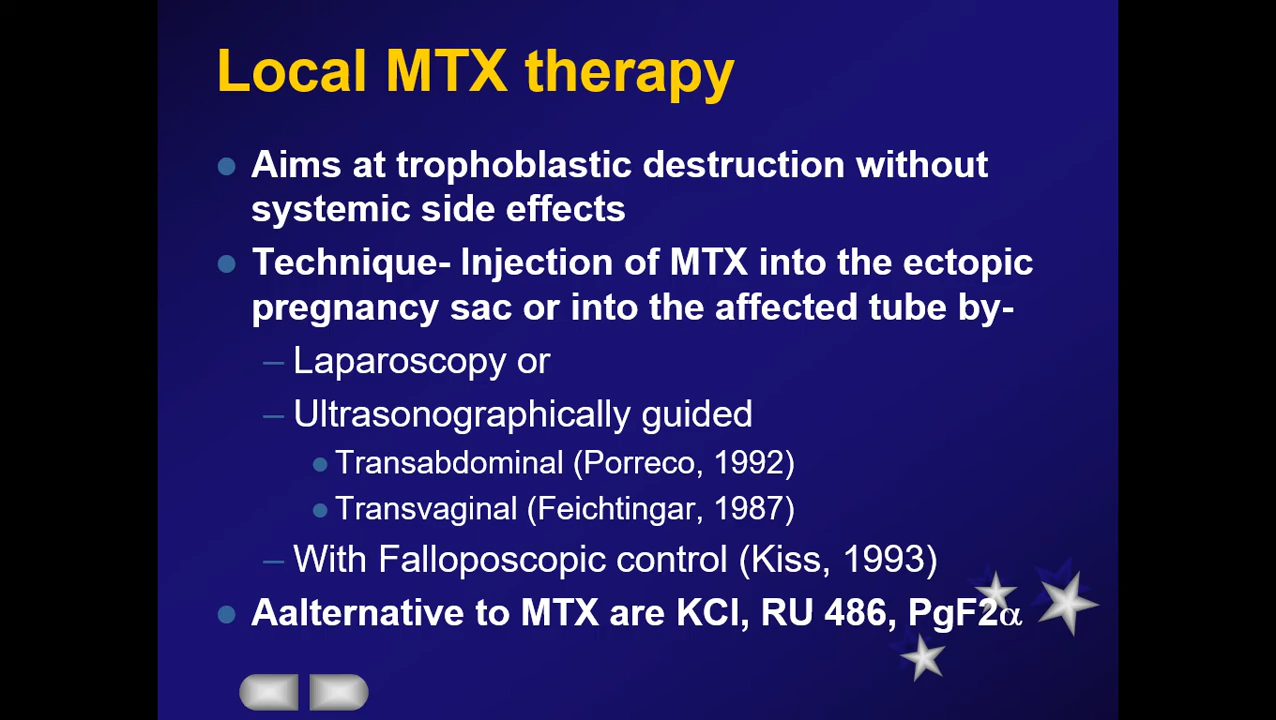 Local MTX therapy
Aims at trophoblastic destruction without
systemic side effects
Technique- Injection of MTX into the ectopic
pregnancy sac or into the affected tube by-
– Laparoscopy or
– Ultrasonographically guided
Transabdominal (Porreco, 1992)
Transvaginal (Feichtingar, 1987)
– With Falloposcopic control (Kiss, 1993)
Aalternative to MTX are KCl, RU 486, PgF2α